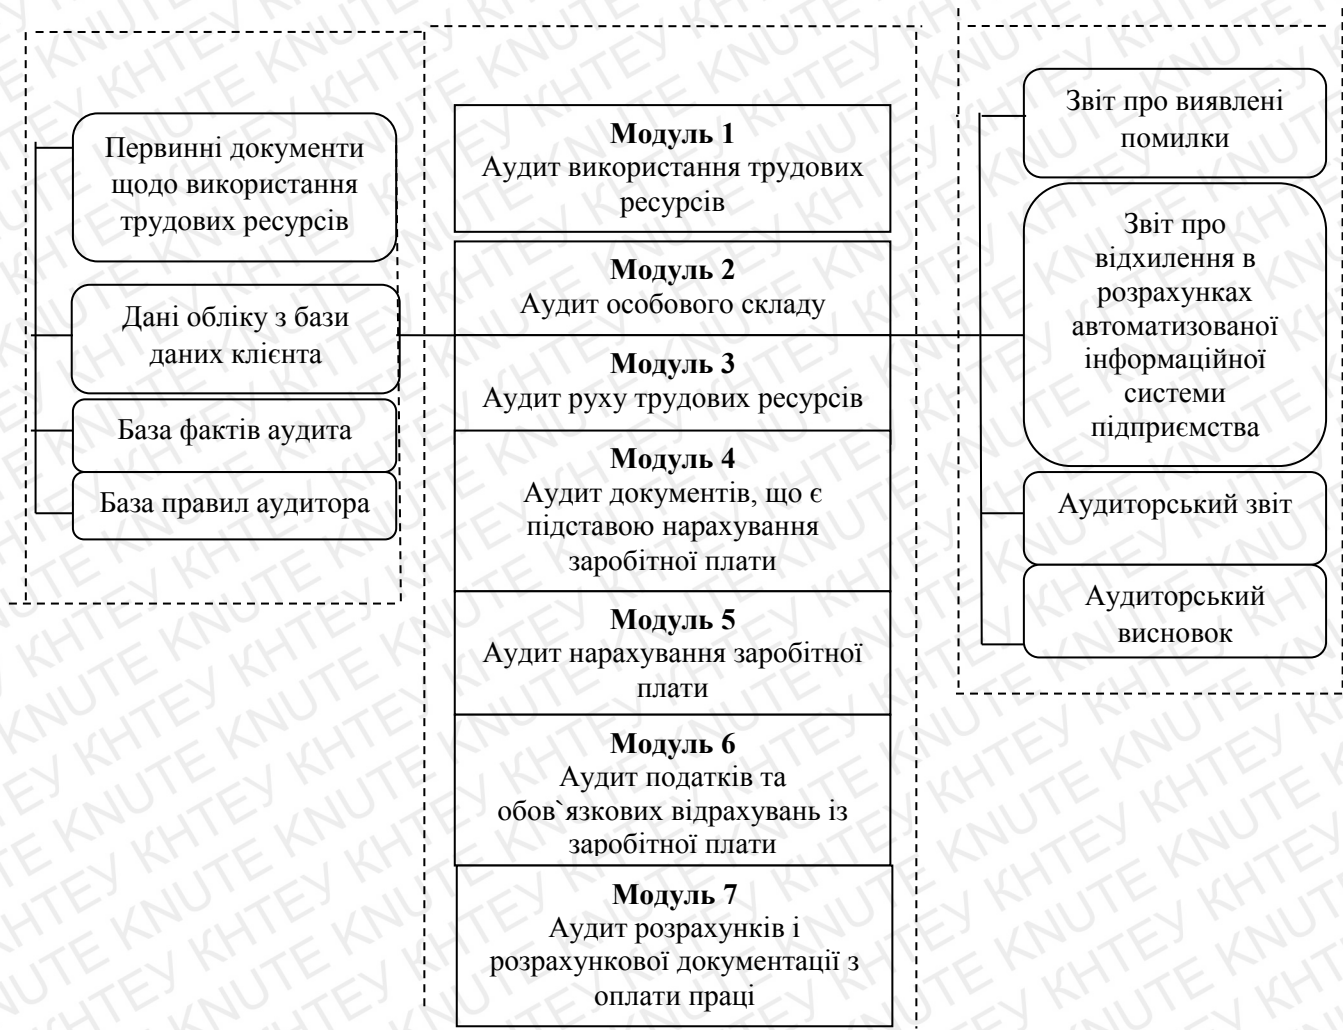 Первинні документи
щодо використання
трудових ресурсів
Дані обліку з бази
даних клієнта
База фактів аудита
База правил аудитора
Модуль 1
Аудит використання трудових
ресурсів
Модуль 2
Аудит особового складу
Модуль 3
Аудит руху трудових ресурсів
Модуль 4
Аудит документів, що є
підставою нарахування
заробітної плати
Модуль 5
Аудит нарахування заробітної
плати
Модуль 6
Аудит податків та
обов`язкових відрахувань із
заробітної плати
Модуль 7
Аудит розрахунків і
розрахункової документації з
оплати праці
Звіт про виявлені
помилки
Звіт про
відхилення в
розрахунках
автоматизованої
інформаційної
системи
підприємства
Аудиторський звіт
Аудиторський
висновок